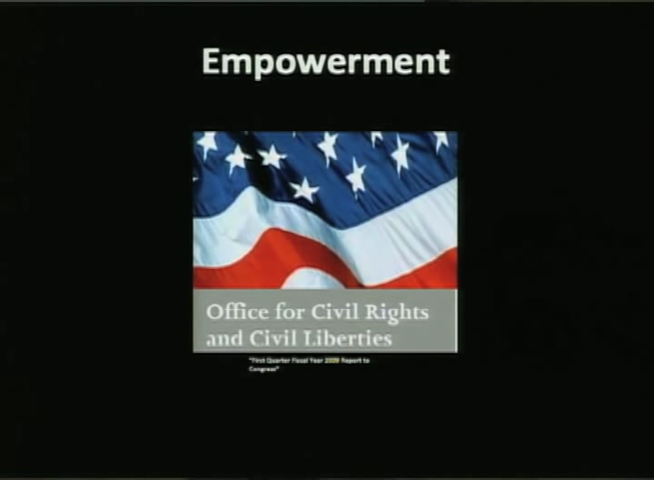 Empowerment
Office for Civil Rights
and Civil Liberties
"First Quarter Fiscal Year 2009 Report to
Congress"